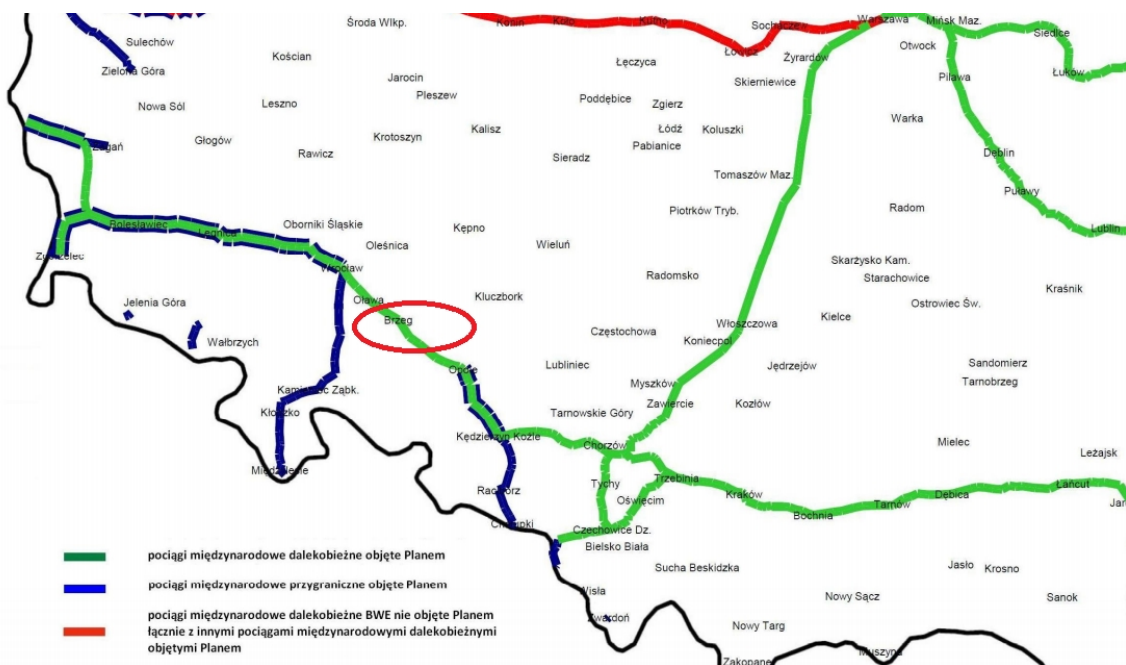 Środa Wlkp.
Konin
Koło
Kutno
Sochaczew
Warszawa
Mińsk Maz.
Sulechów
Siedlce
Otwock
Kościan
Łowicz
Żyrardów
Zielona Góra
Łęczyca
Łuków
Jarocin
Skierniewice
Pilawa
Pleszew
Nowa Sól
Leszno
Poddębice
Zgierz
Warka
Kalisz
Łódź
Koluszki
Głogów
Krotoszyn
Żagań
Pabianice
Rawicz
Sieradz
Dęblin
Tomaszów Maz.
Puławy
Radom
Piotrków Tryb.
Bolesławiec
Oborniki Śląskie
Kępno
Lublin
Legnica
Oleśnica
Wieluń
Zgorzelec
Skarżysko Kam.
Wrocław
Radomsko
Starachowice
Kraśnik
Kluczbork
Oława
Jelenia Góra
Ostrowiec Św.
Kielce
Brzeg
Włoszczowa
Częstochowa
Wałbrzych
Koniecpol
Sandomierz
Lubliniec
Jędrzejów
Opole
Tarnobrzeg
Myszków
Kamieniec Ząbk.
Zawiercie
Kozłów
Kłodzko
Tarnowskie Góry
Kędzierzyn Koźle
Mielec
Chorzów
Leżajsk
Międzylesie
Trzebinia
Tychy
Łańcut
Racibórz
Kraków
Dębica
Oświęcim
Tarnów
Jar
Bochnia
Chałupki
Czechowice Dz.
Bielsko Biała
Jasło
Krosno
Sucha Beskidzka
Wisła
Nowy Sącz
Sanok
Zwardoń
Nowy Targ
Muszyna
Zakopane
pociągi międzynarodowe dalekobieżne objęte Planem
pociągi międzynarodowe przygraniczne objęte Planem
pociągi międzynarodowe dalekobieżne BWE nie objęte Planem
łącznie z innymi pociągami międzynarodowymi dalekobieżnymi
objętymi Planem